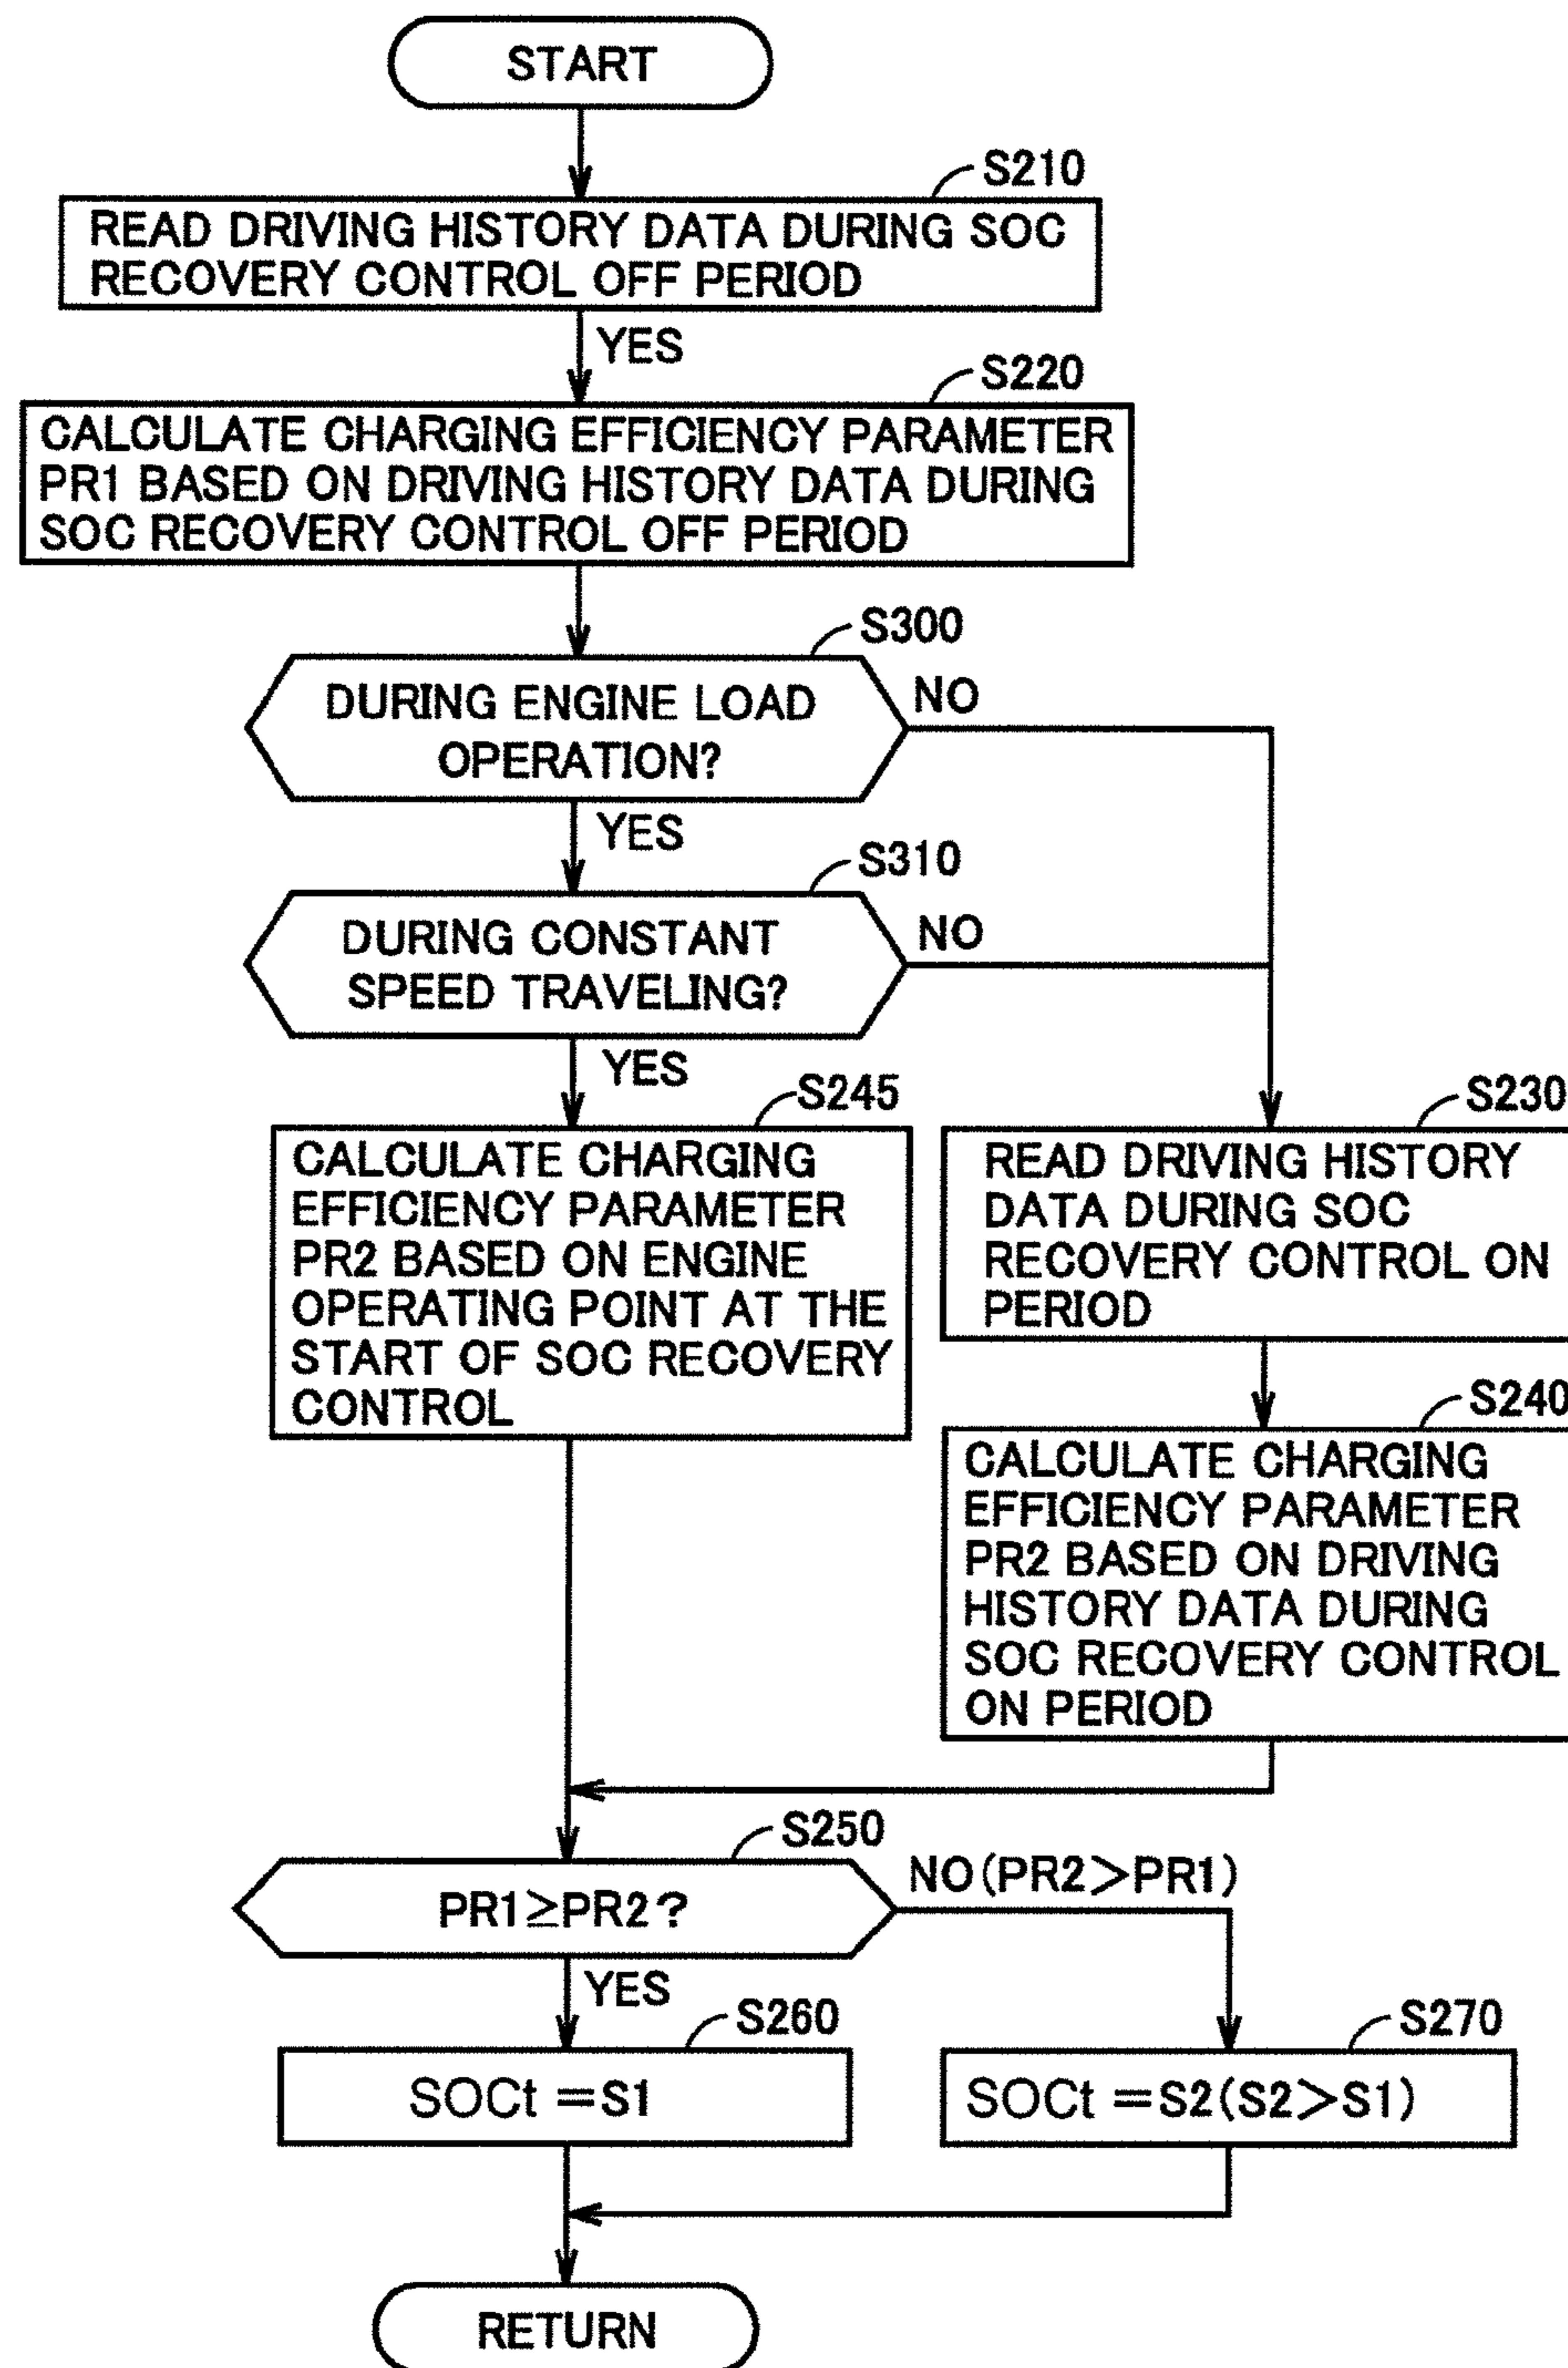 START
S210
READ DRIVING HISTORY DATA DURING SOC
RECOVERY CONTROL OFF PERIOD
YES
S220
CALCULATE CHARGING EFFICIENCY PARAMETER
PR1 BASED ON DRIVING HISTORY DATA DURING
SOC RECOVERY CONTROL OFF PERIOD
S300
DURING ENGINE LOAD
OPERATION?
NO
YES
S310
DURING CONSTANT
SPEED TRAVELING?
NO
YES
S245
CALCULATE CHARGING
EFFICIENCY PARAMETER
PR2 BASED ON ENGINE
OPERATING POINT AT THE
START OF SOC RECOVERY
CONTROL
S230
READ DRIVING HISTORY
DATA DURING SOC
RECOVERY CONTROL ON
PERIOD
S240
CALCULATE CHARGING
EFFICIENCY PARAMETER
PR2 BASED ON DRIVING
HISTORY DATA DURING
SOC RECOVERY CONTROL
ON PERIOD
S250
PR1≧PR2?
NO(PR2>PR1)
YES
S260
SOCt =S1
S270
SOCt =S2(S2>S1)
RETURN